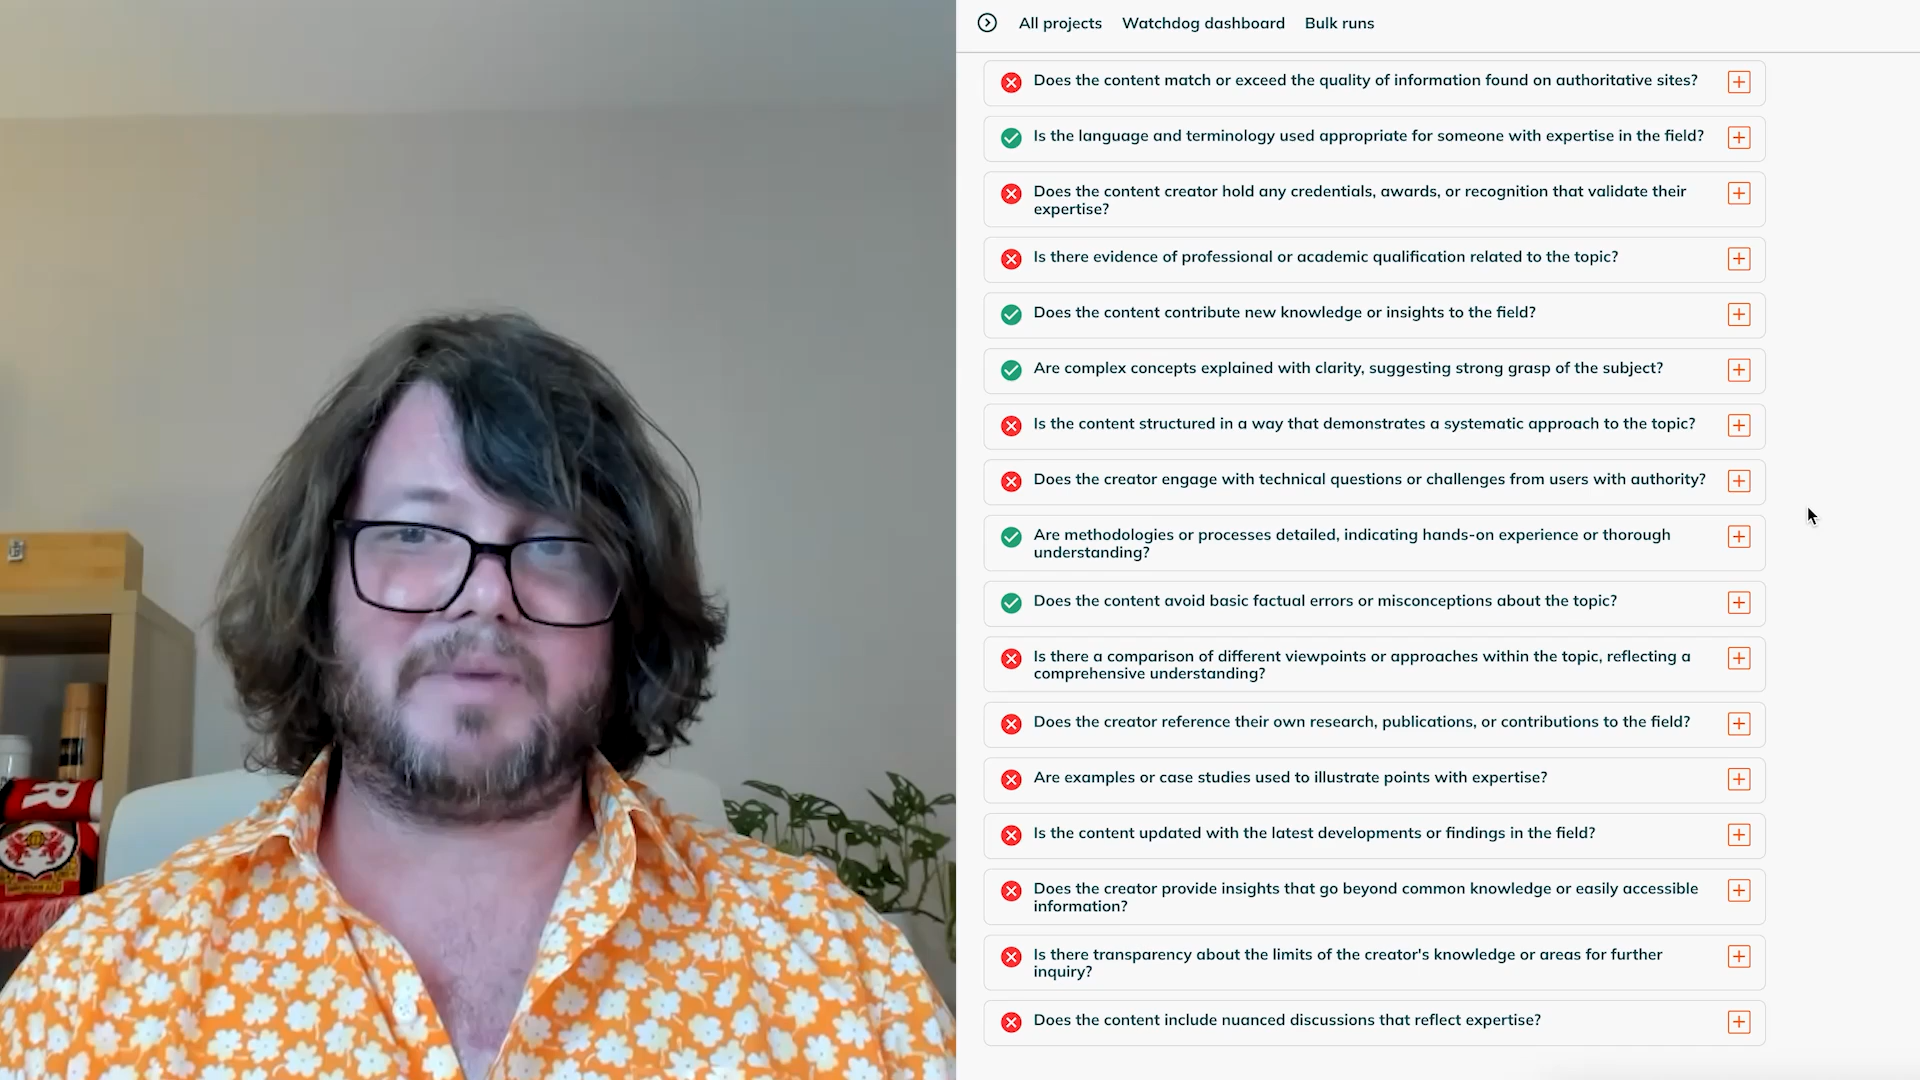 All projects Watchdog dashboard Bulk runs
Does the content match or exceed the quality of information found on authoritative sites?
Is the language and terminology used appropriate for someone with expertise in the field?
Does the content creator hold any credentials, awards, or recognition that validate their
expertise?
Is there evidence of professional or academic qualification related to the topic?
Does the content contribute new knowledge or insights to the field?
Are complex concepts explained with clarity, suggesting strong grasp of the subject?
Is the content structured in a way that demonstrates a systematic approach to the topic?
Does the creator engage with technical questions or challenges from users with authority?
Are methodologies or processes detailed, indicating hands-on experience or thorough
understanding?
Does the content avoid basic factual errors or misconceptions about the topic?
Is there a comparison of different viewpoints or approaches within the topic, reflecting a
comprehensive understanding?
Does the creator reference their own research, publications, or contributions to the field?
Are examples or case studies used to illustrate points with expertise?
Is the content updated with the latest developments or findings in the field?
Does the creator provide insights that go beyond common knowledge or easily accessible
information?
Is there transparency about the limits of the creator's knowledge or areas for further
inquiry?
Does the content include nuanced discussions that reflect expertise?